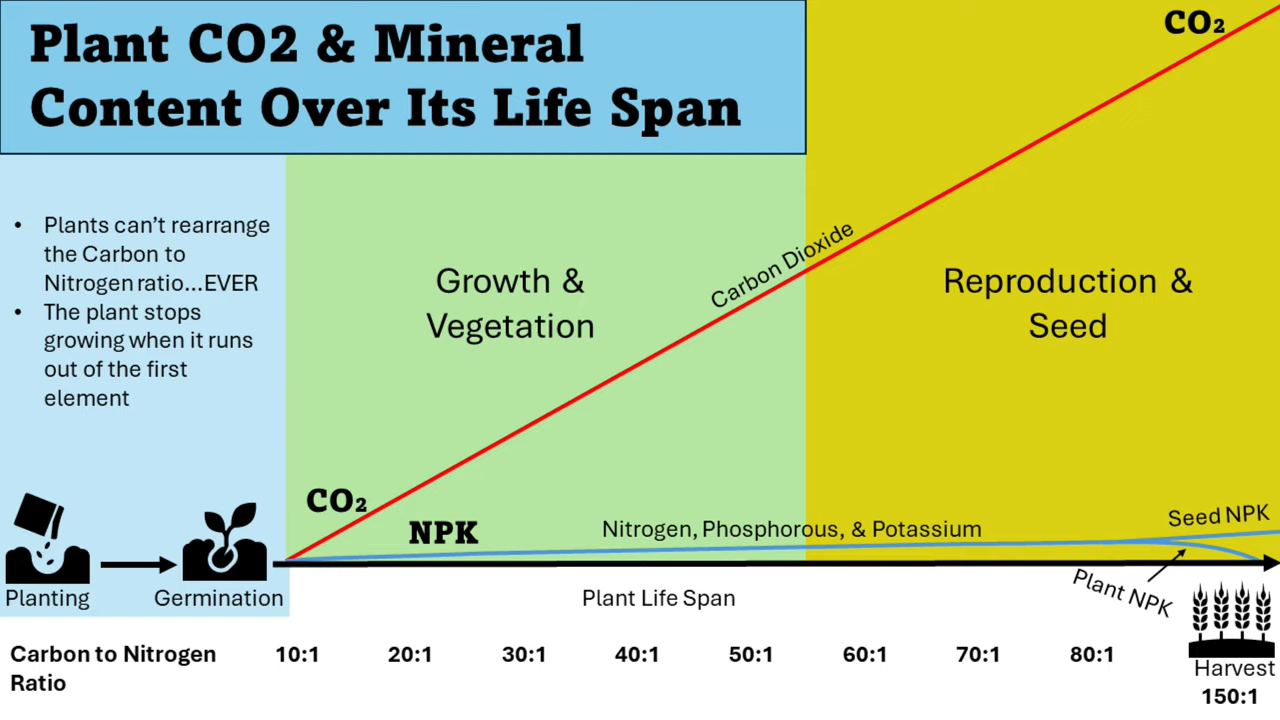 Plant CO2 & Mineral
Content Over Its Life Span
CO₂
• Plants can't rearrange
the Carbon to
Nitrogen ratio...EVER
• The plant stops
growing when it runs
out of the first
element
Growth &
Vegetation
Carbon Dioxide
Reproduction &
Seed
CO₂
NPK
Nitrogen, Phosphorous, & Potassium
Seed NPK
Plant NPK
Planting
Germination
Plant Life Span
Harvest
Carbon to Nitrogen
Ratio
10:1 20:1 30:1 40:1 50:1 60:1 70:1 80:1
150:1